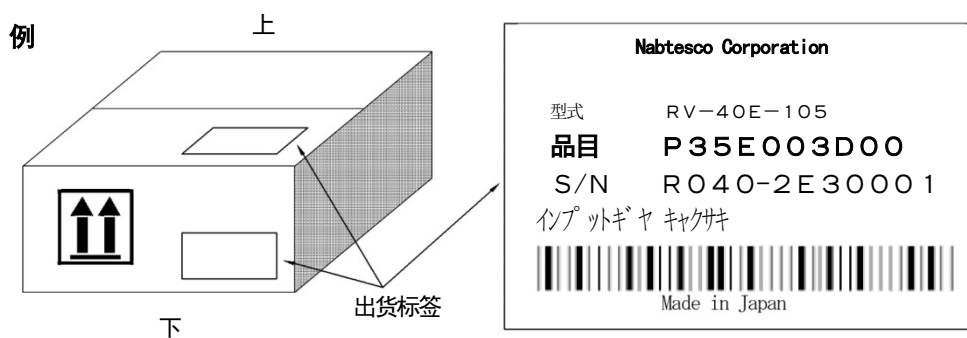 例
上
下
出货标签
Nabtesco Corporation
型式 RV-40E-105
品目 P35E003D00
S/N R040-2E30001
インプットギヤ キャクサキ
Made in Japan